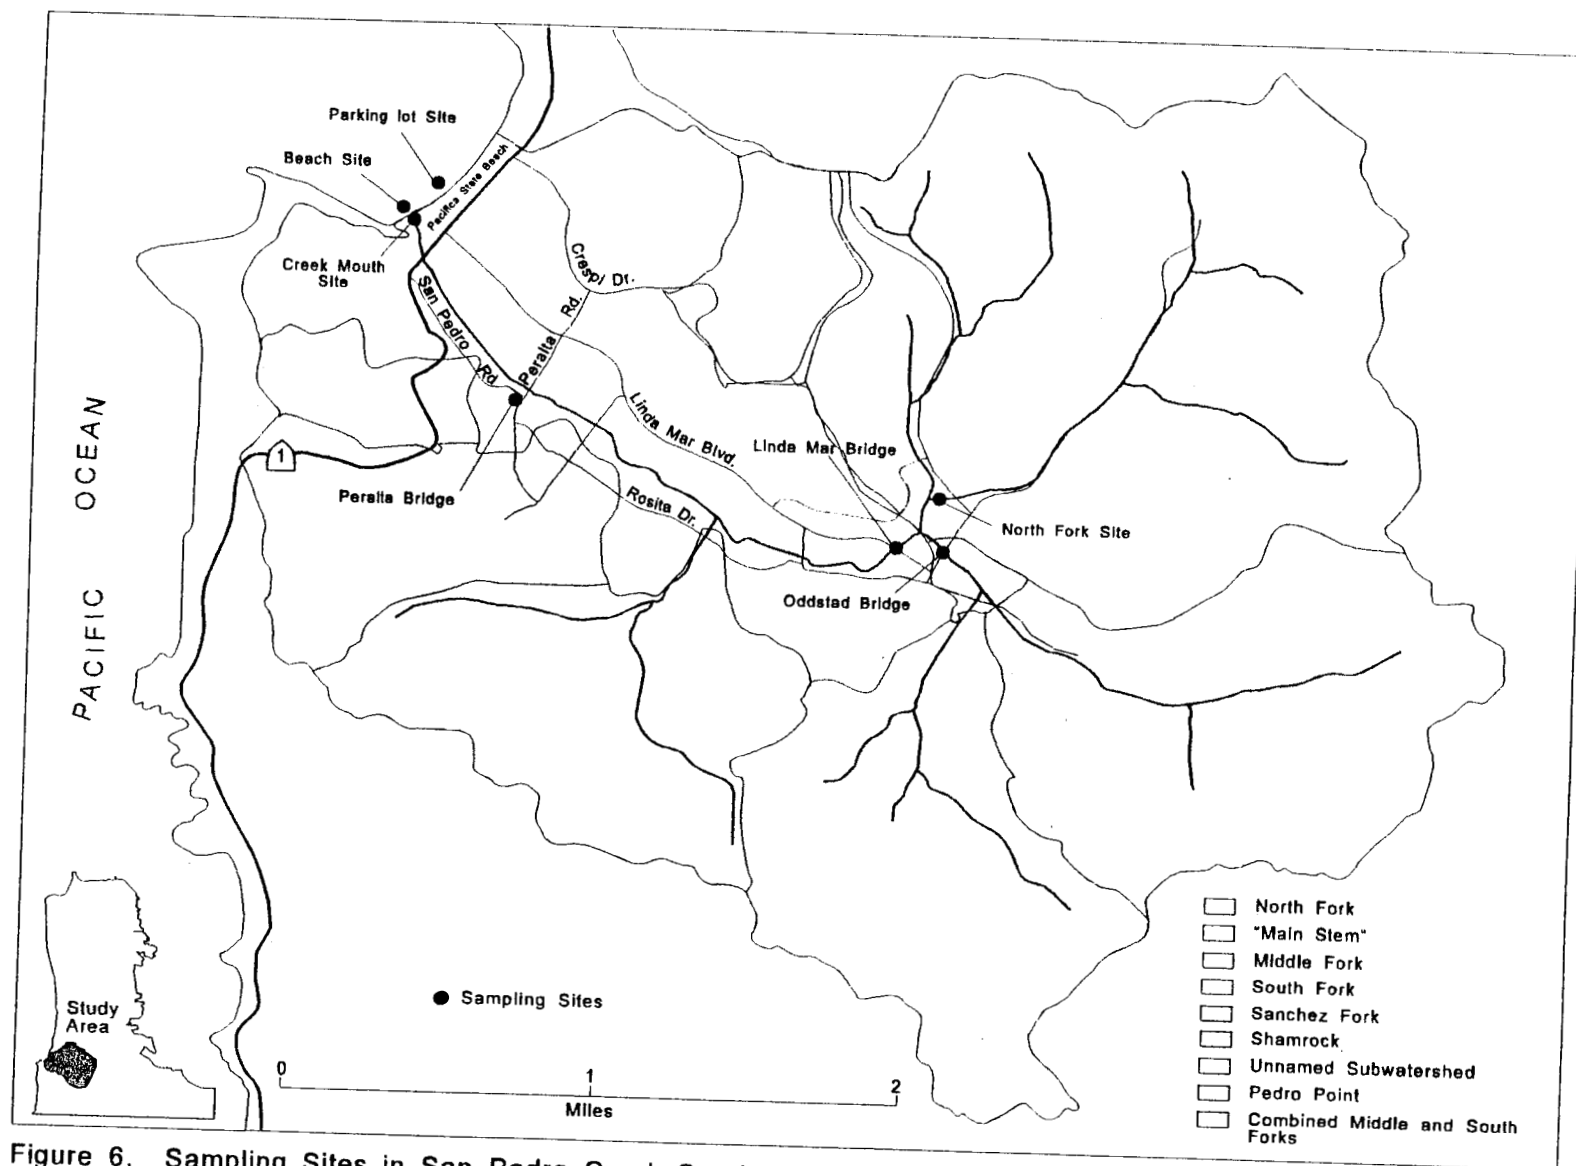 Parking lot Site
Beach Site
Pacifica State Beach
Creek Mouth
Site
Crespi Dr.
San Pedro Rd
Peralta Rd.
Linda Mar Blvd.
Linda Mar Bridge
1
Peralta Bridge
Rosita Dr.
North Fork Site
Oddstad Bridge
PACIFIC OCEAN
North Fork
"Main Stem"
Middle Fork
South Fork
Sanchez Fork
Shamrock
Unnamed Subwatershed
Pedro Point
Combined Middle and South
Forks
Sampling Sites
Study
Area
0 1 2
Miles
Figure 6. Sampling Sites in San Pedro